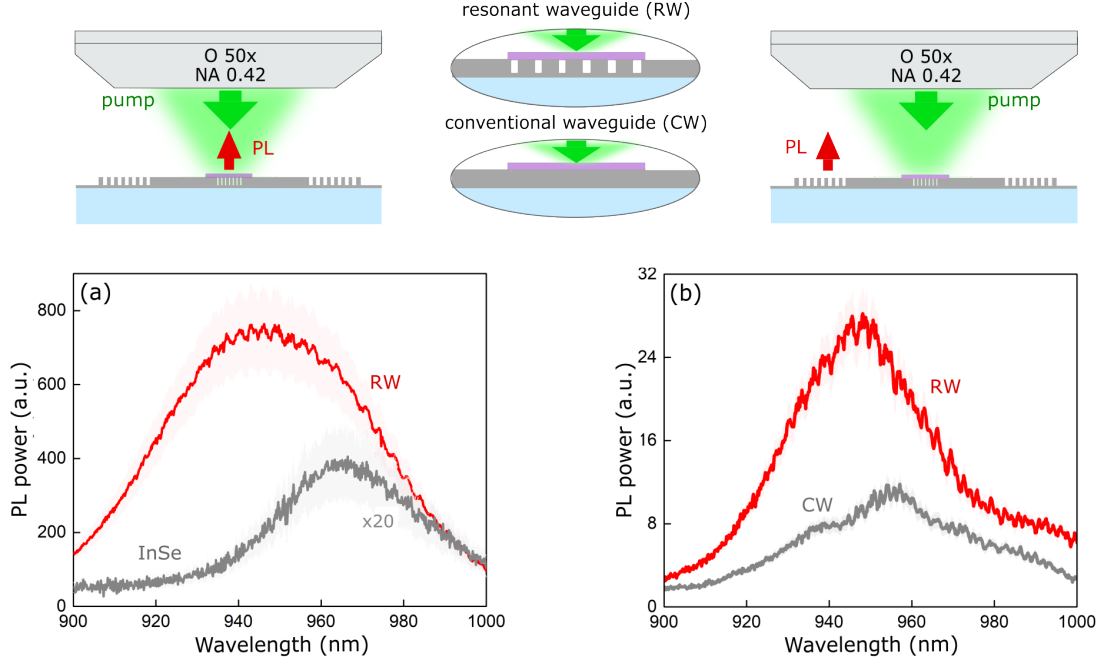 resonant waveguide (RW)
O 50x
NA 0.42
pump
PL
conventional waveguide (CW)
O 50x
NA 0.42
pump
PL
(a)
800
600
400
200
0
900
920
940
960
980
1000
PL power (a.u.)
Wavelength (nm)
RW
x20
InSe
(b)
32
24
16
8
0
900
920
940
960
980
1000
PL power (a.u.)
Wavelength (nm)
RW
CW